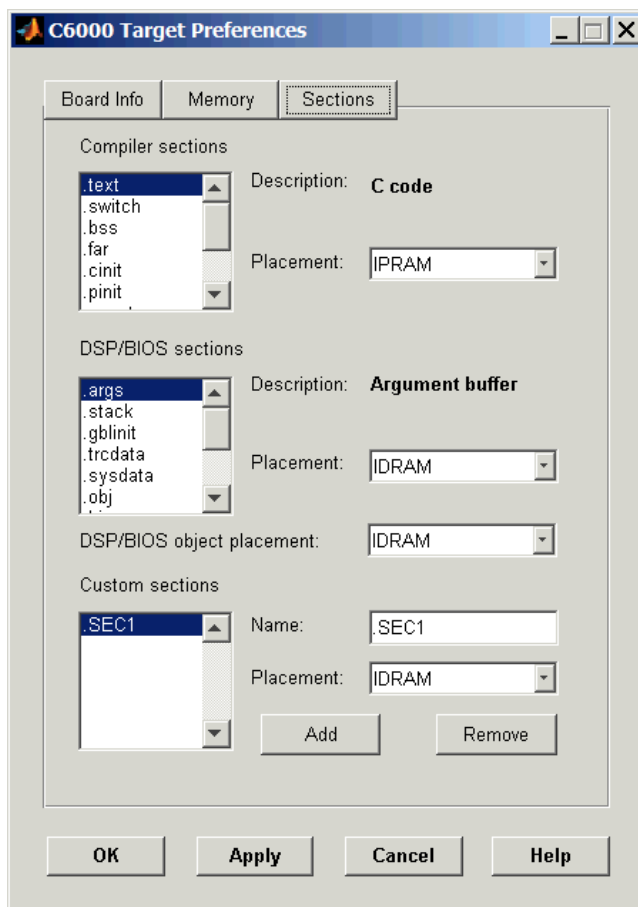 C6000 Target Preferences
Board Info Memory Sections
Compiler sections
.text
.switch
.bss
.far
.cinit
.pinit
Description: C code
Placement: IPRAM
DSP/BIOS sections
.args
.stack
.gblinit
.trcdata
.sysdata
.obj
Description: Argument buffer
Placement: IDRAM
DSP/BIOS object placement: IDRAM
Custom sections
.SEC1
Name: .SEC1
Placement: IDRAM
Add Remove
OK Apply Cancel Help